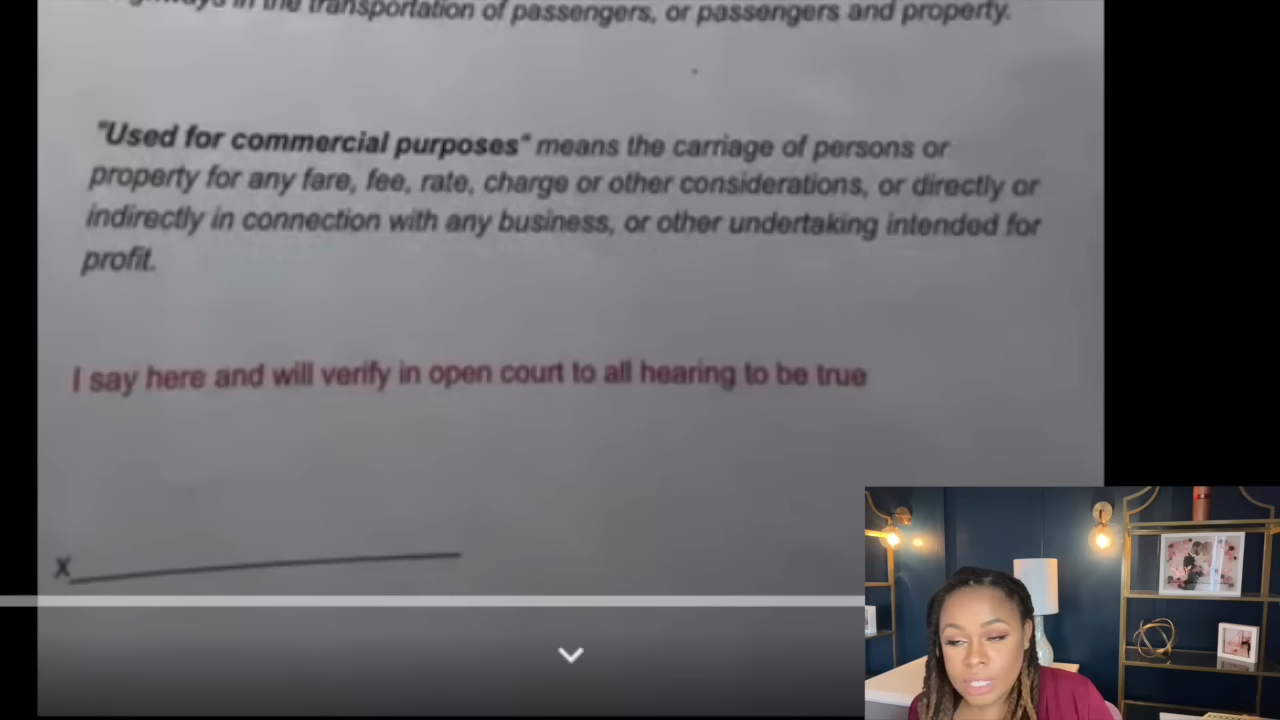 in the transportation of passengers, or passengers and property.
"Used for commercial purposes" means the carriage of persons or
property for any fare, fee, rate, charge or other considerations, or directly or
indirectly in connection with any business, or other undertaking intended for
profit.
I say here and will verify in open court to all hearing to be true
x